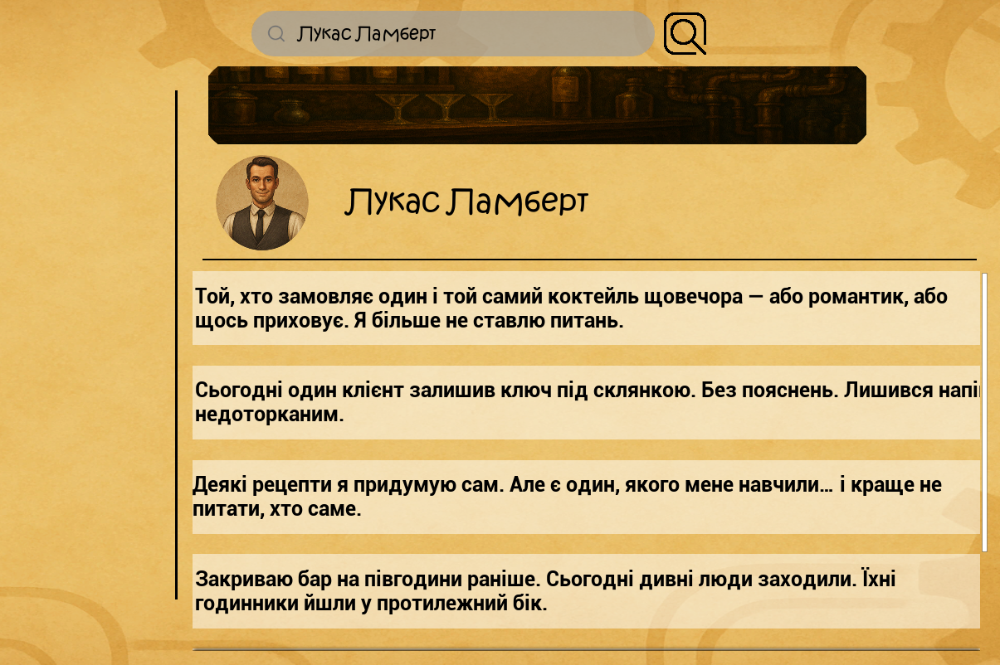 Лукас Ламберт
Лукас Ламберт
Той, хто замовляє один і той самий коктейль щовечора — або романтик, або
щось приховує. Я більше не ставлю питань.
Сьогодні один клієнт залишив ключ під склянкою. Без пояснень. Лишився
недоторканим.
Деякі рецепти я придумую сам. Але є один, якого мене навчили… і краще не
питати, хто саме.
Закриваю бар на півгодини раніше. Сьогодні дивні люди заходили. Їхні
годинники йшли у протилежний бік.